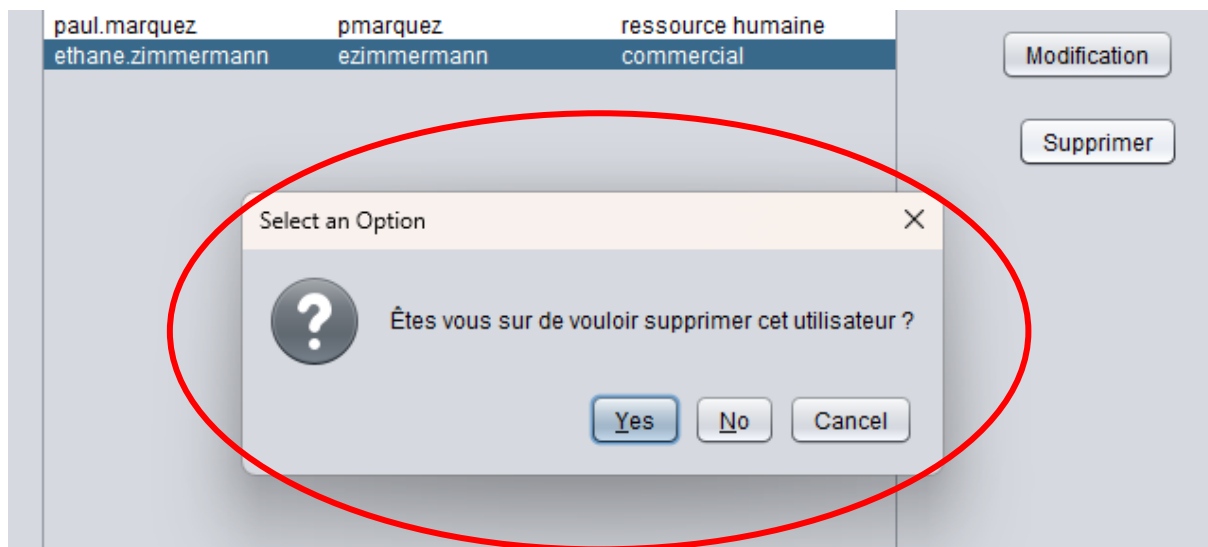 paul.marquez pmarquez ressource humaine
ethane.zimmermann ezimmermann commercial
Modification
Supprimer
Select an Option
Êtes vous sur de vouloir supprimer cet utilisateur ?
Yes No Cancel